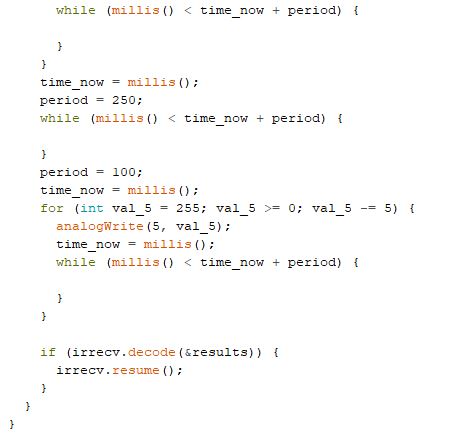 while (millis() < time_now + period) {
}
}
time_now = millis();
period = 250;
while (millis() < time_now + period) {
}
period = 100;
time_now = millis();
for (int val_5 = 255; val_5 >= 0; val_5 -= 5) {
analogWrite(5, val_5);
time_now = millis();
while (millis() < time_now + period) {
}
}
if (irrecv.decode(&results)) {
irrecv.resume();
}
}
}